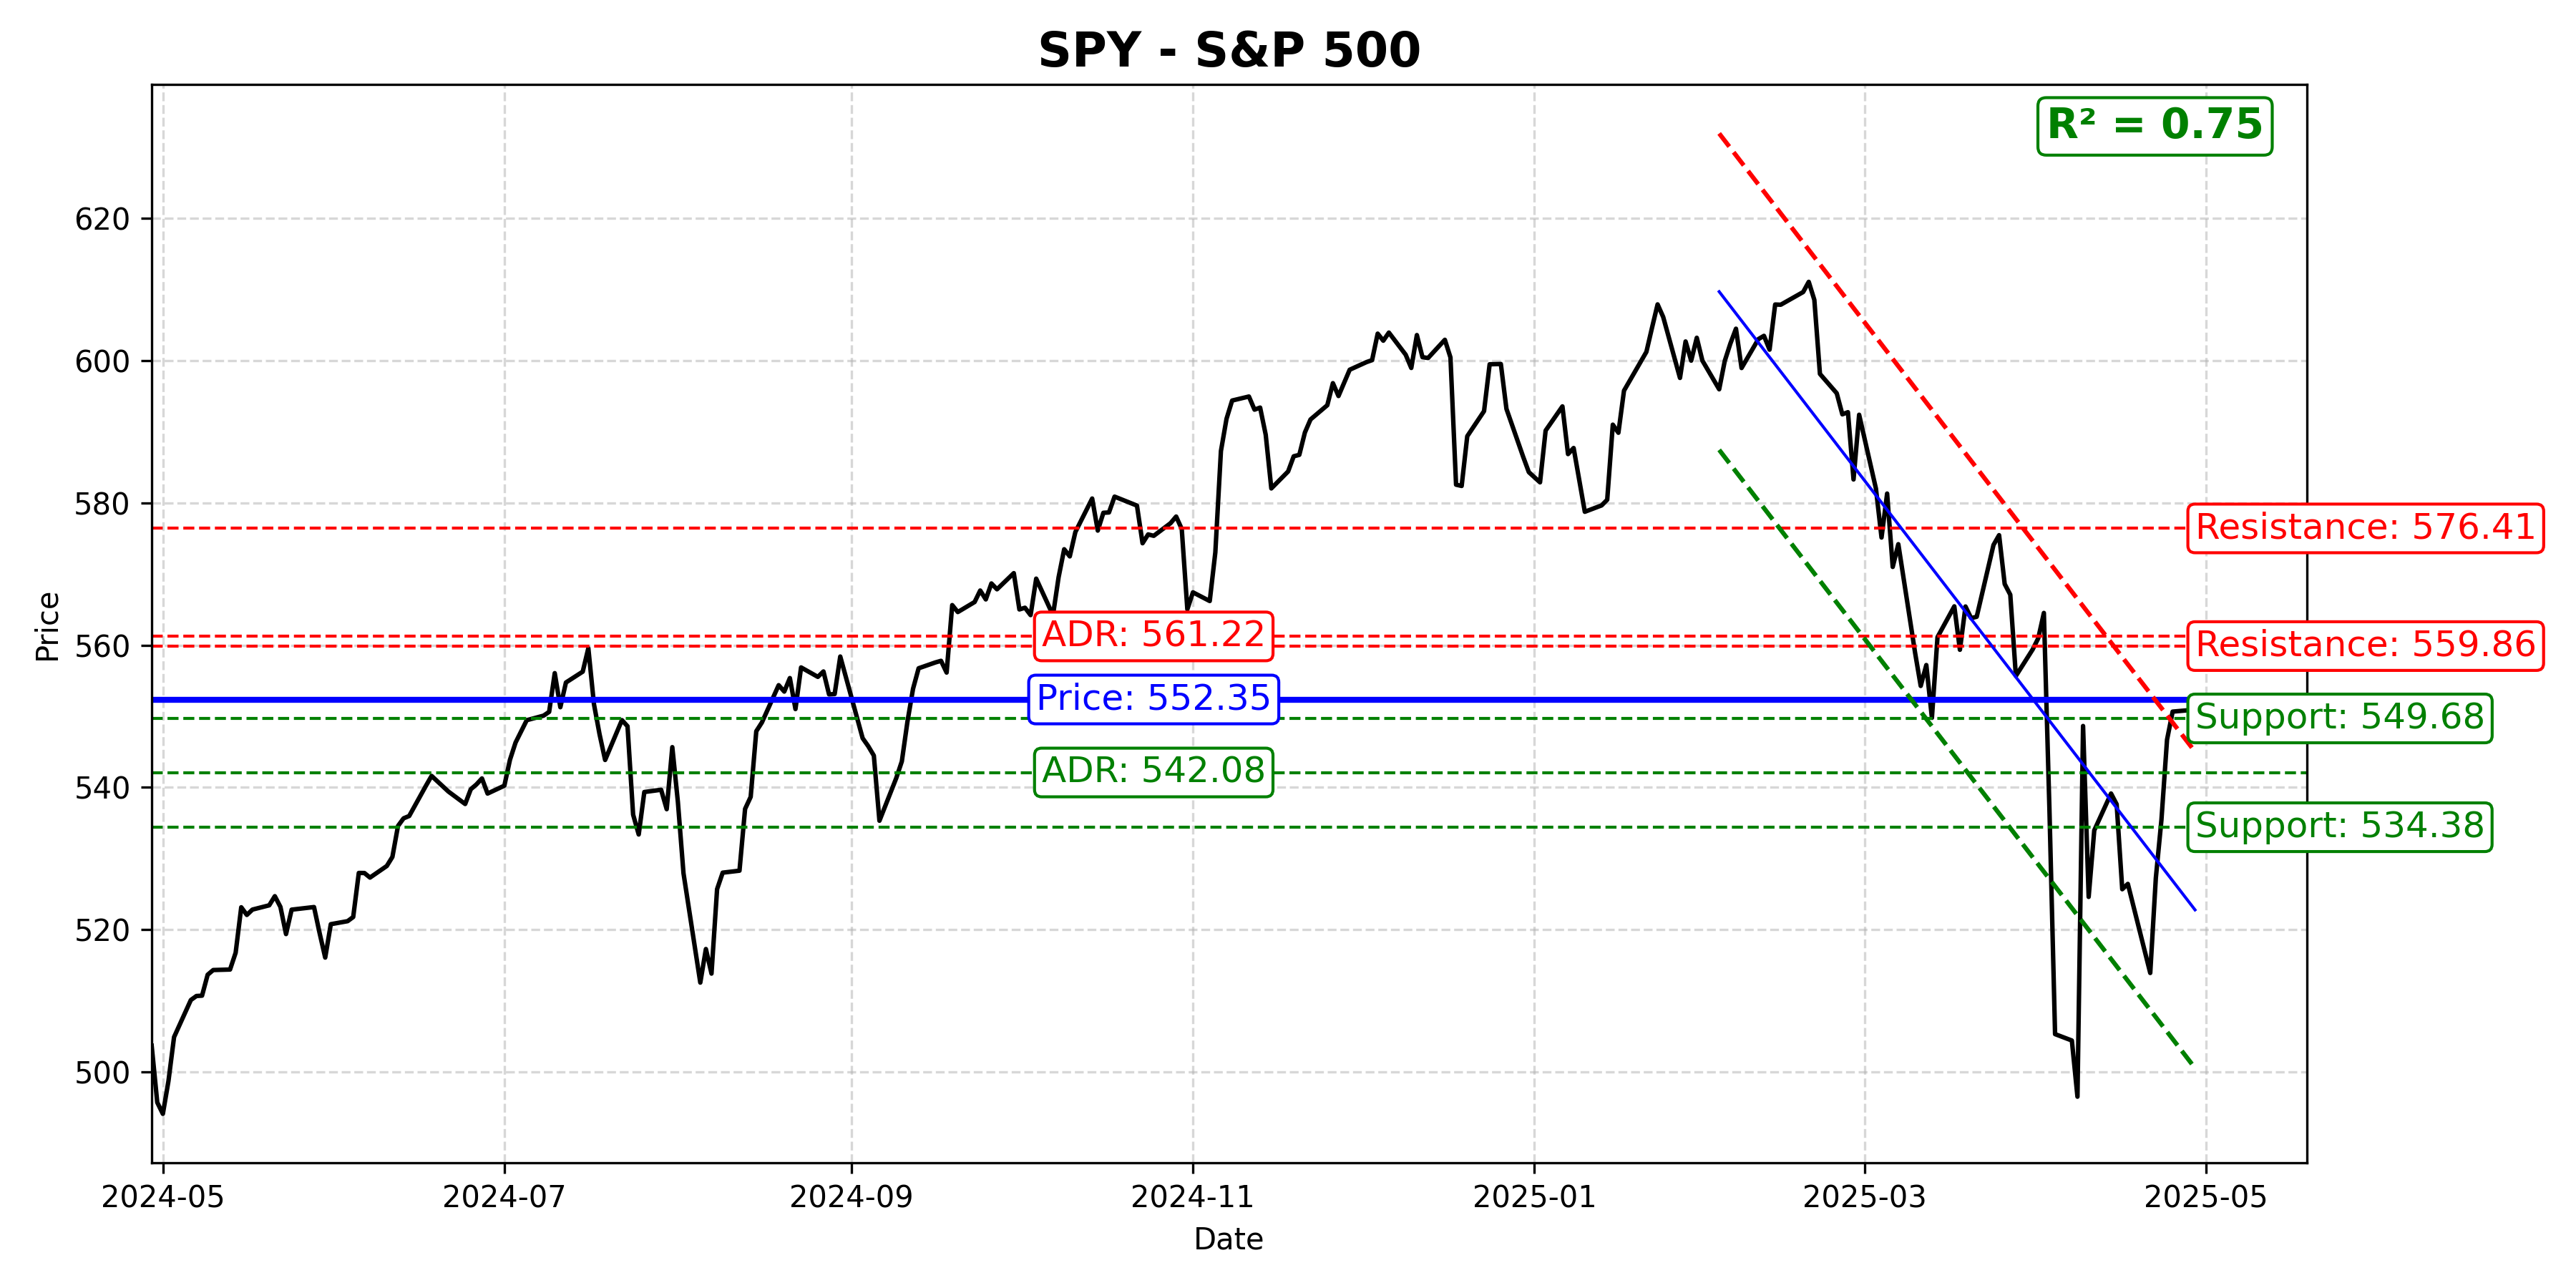 SPY - S&P 500
R² = 0.75
Price
620
600
580
560
540
520
500
Resistance: 576.41
ADR: 561.22
Resistance: 559.86
Price: 552.35
Support: 549.68
ADR: 542.08
Support: 534.38
2024-05
2024-07
2024-09
2024-11
2025-01
2025-03
2025-05
Date